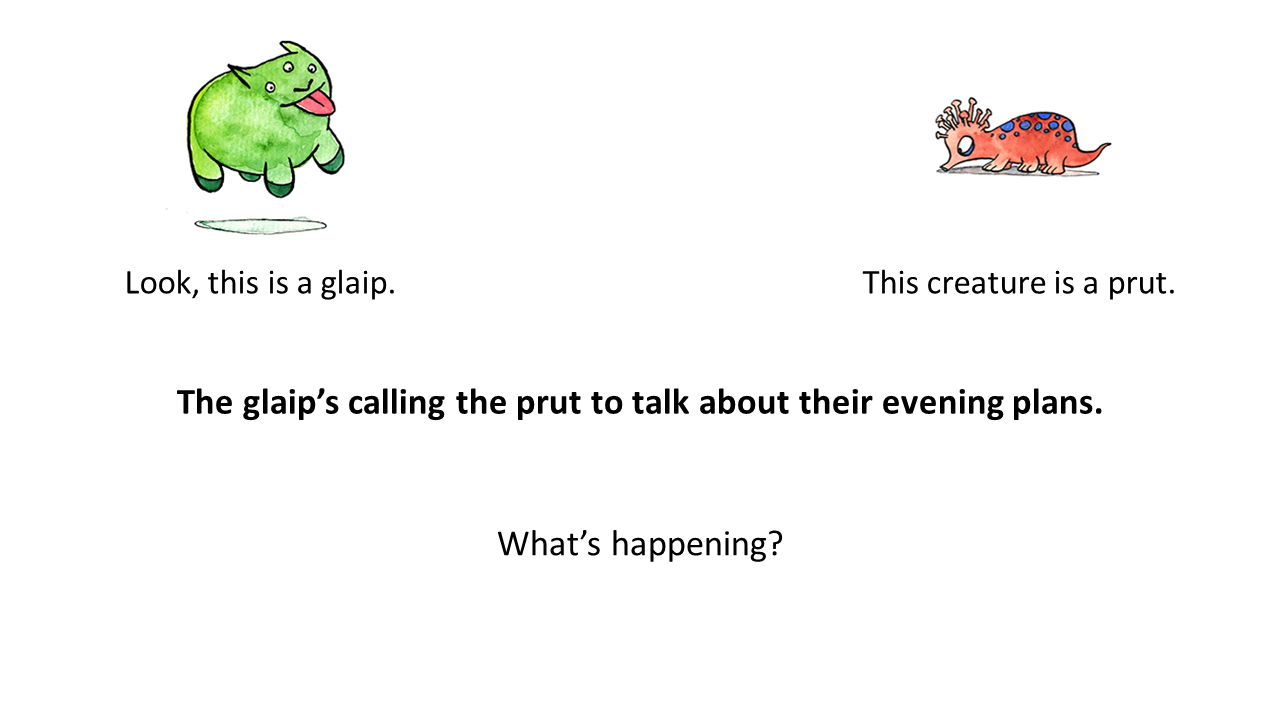 Look, this is a glaip.
This creature is a prut.
The glaip’s calling the prut to talk about their evening plans.
What’s happening?